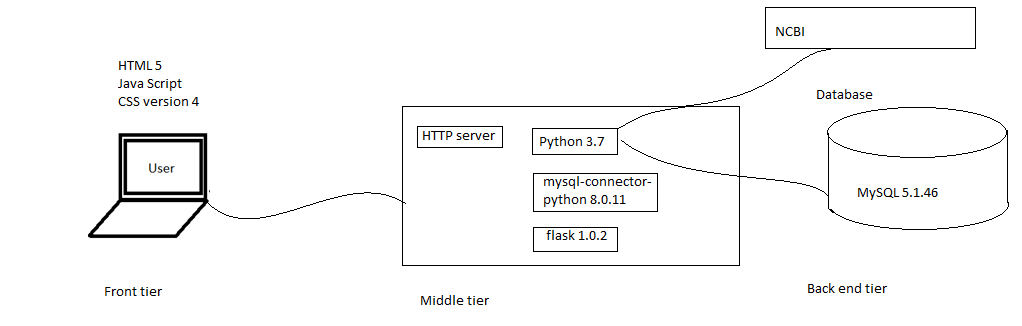 NCBI
HTML 5
Java Script
CSS version 4
Database
HTTP server
Python 3.7
User
mysql-connector-
python 8.0.11
MySQL 5.1.46
flask 1.0.2
Front tier
Middle tier
Back end tier